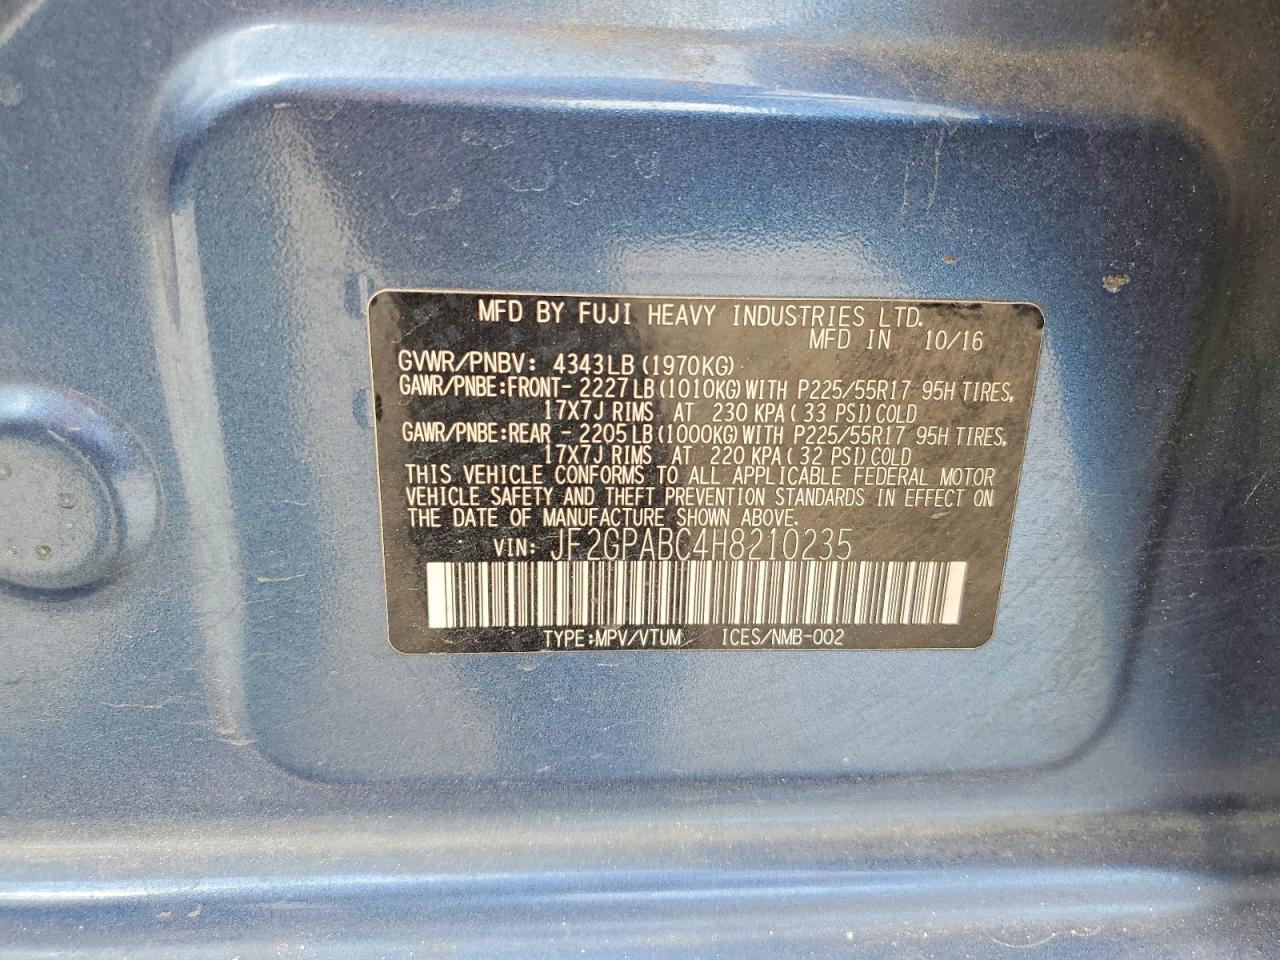 MFD BY FUJI HEAVY INDUSTRIES LTD.
MFD IN 10/16
GVWR/PNBV: 4343LB (1970KG)
GAWR/PNBE:FRONT- 2227LB (1010KG) WITH P225/55R17 95H TIRES,
17X7J RIMS AT 230 KPA ( 33 PSI) COLD
GAWR/PNBE:REAR - 2205LB (1000KG) WITH P225/55R17 95H TIRES,
17X7J RIMS AT 220 KPA ( 32 PSI) COLD
THIS VEHICLE CONFORMS TO ALL APPLICABLE FEDERAL MOTOR
VEHICLE SAFETY AND THEFT PREVENTION STANDARDS IN EFFECT ON
THE DATE OF MANUFACTURE SHOWN ABOVE.
VIN: JF2GPABC4H8210235
TYPE:MPV/VTUM ICES/NMB-002